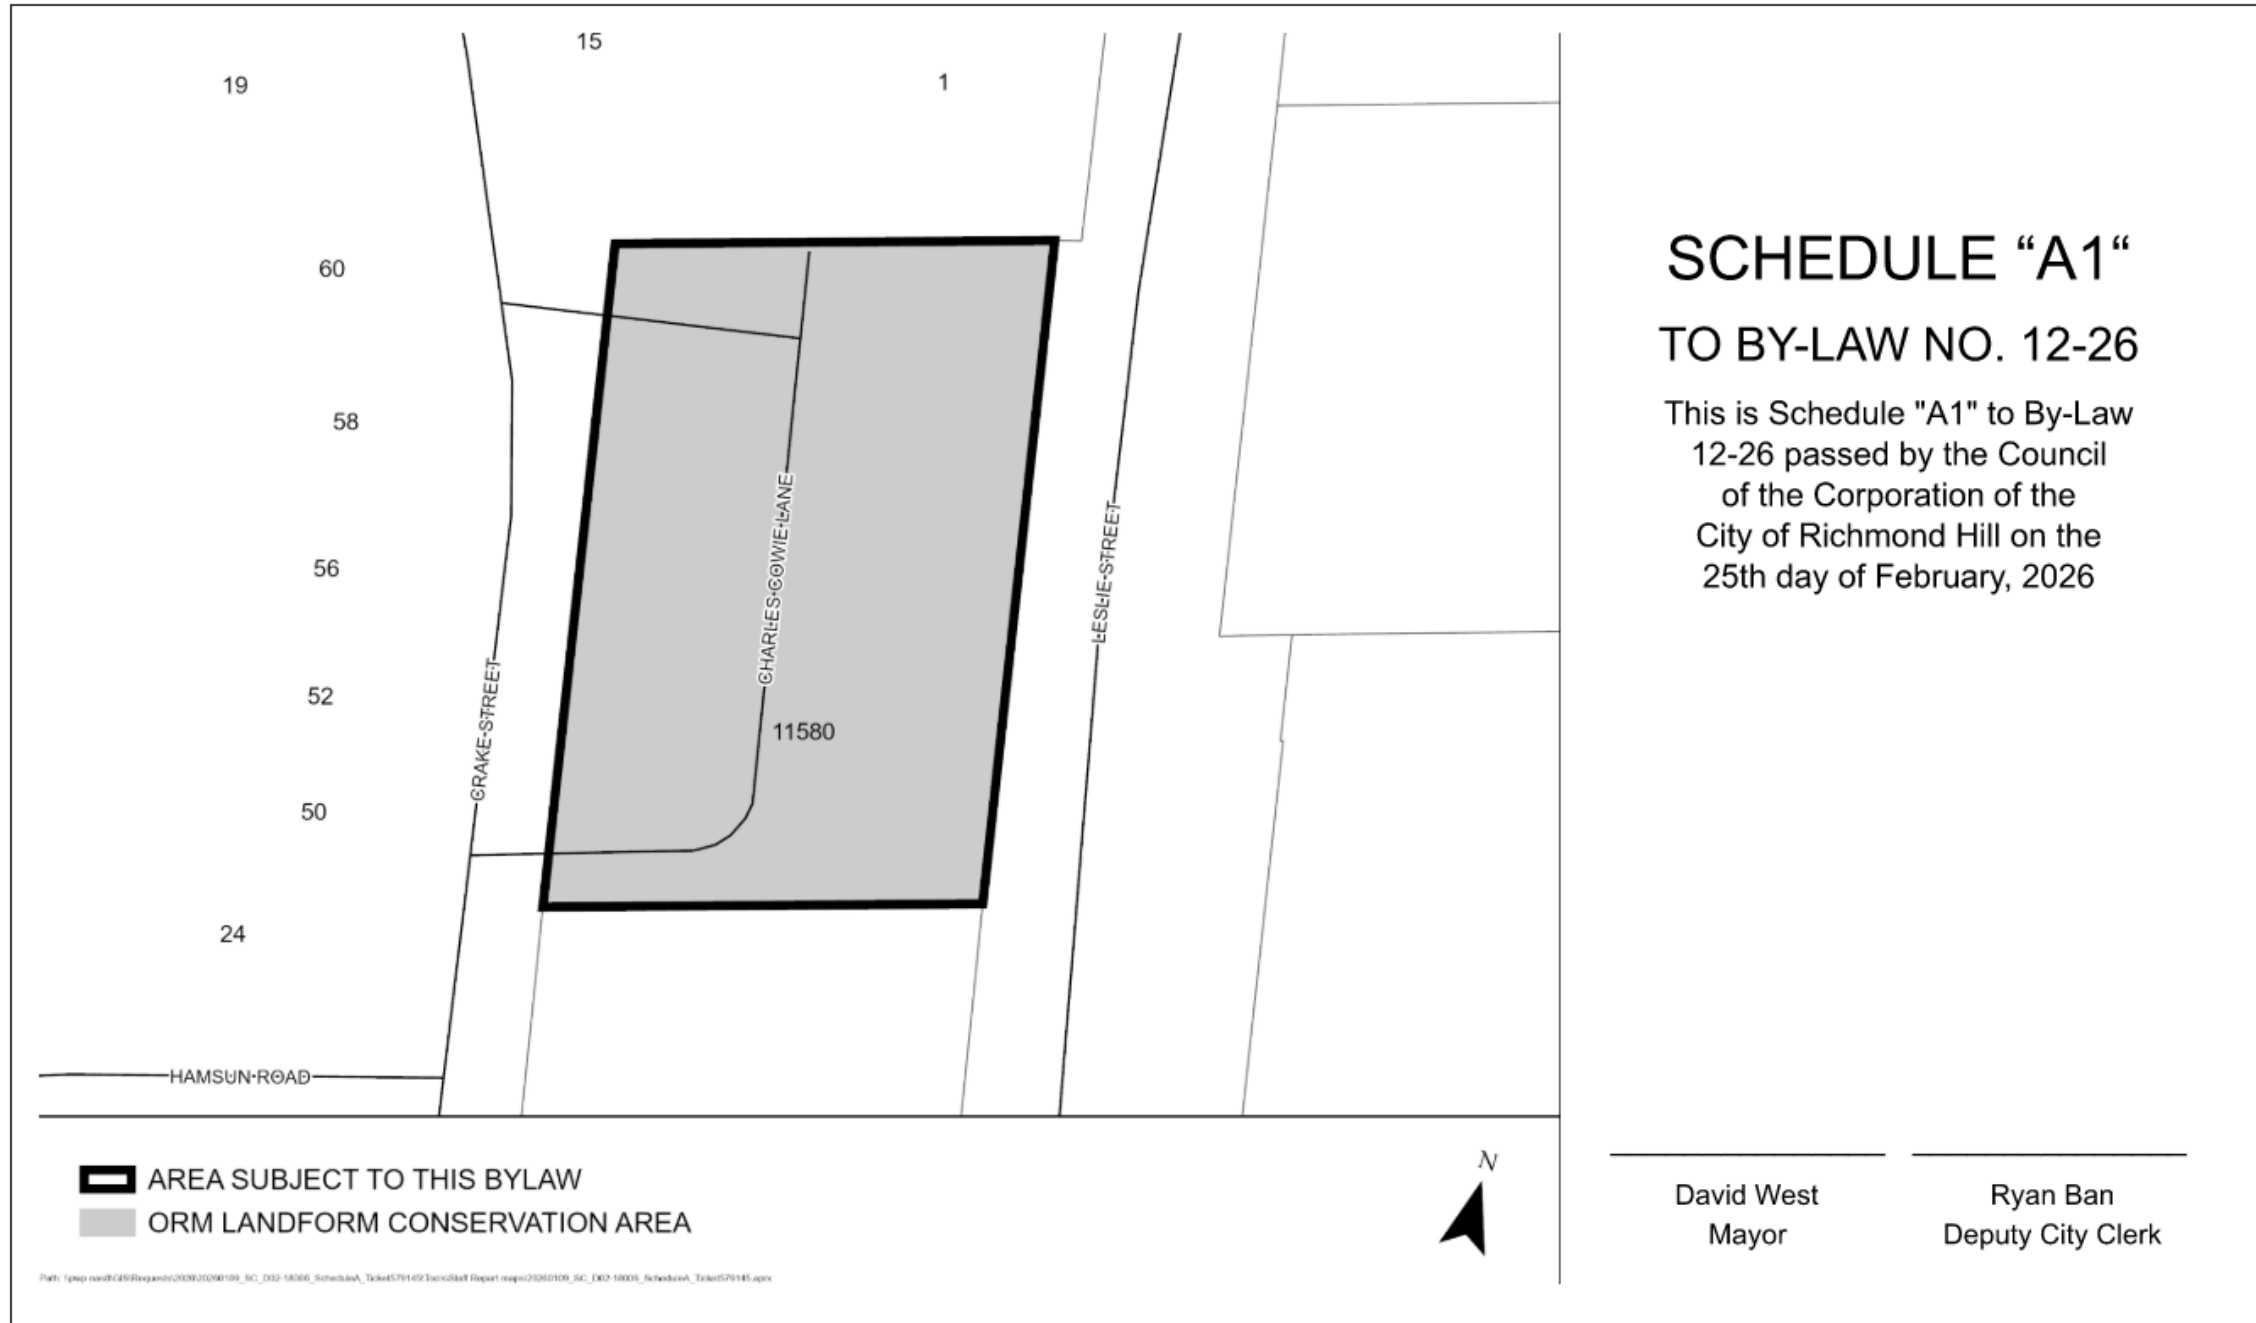 15
19
1
60
58
56
52
50
24
11580
CHARLES COWIE LANE
LESLIE STREET
CRAKE STREET
HAMSUN ROAD
AREA SUBJECT TO THIS BYLAW
ORM LANDFORM CONSERVATION AREA
N
SCHEDULE “A1“
TO BY-LAW NO. 12-26
This is Schedule "A1" to By-Law
12-26 passed by the Council
of the Corporation of the
City of Richmond Hill on the
25th day of February, 2026
David West
Mayor
Ryan Ban
Deputy City Clerk